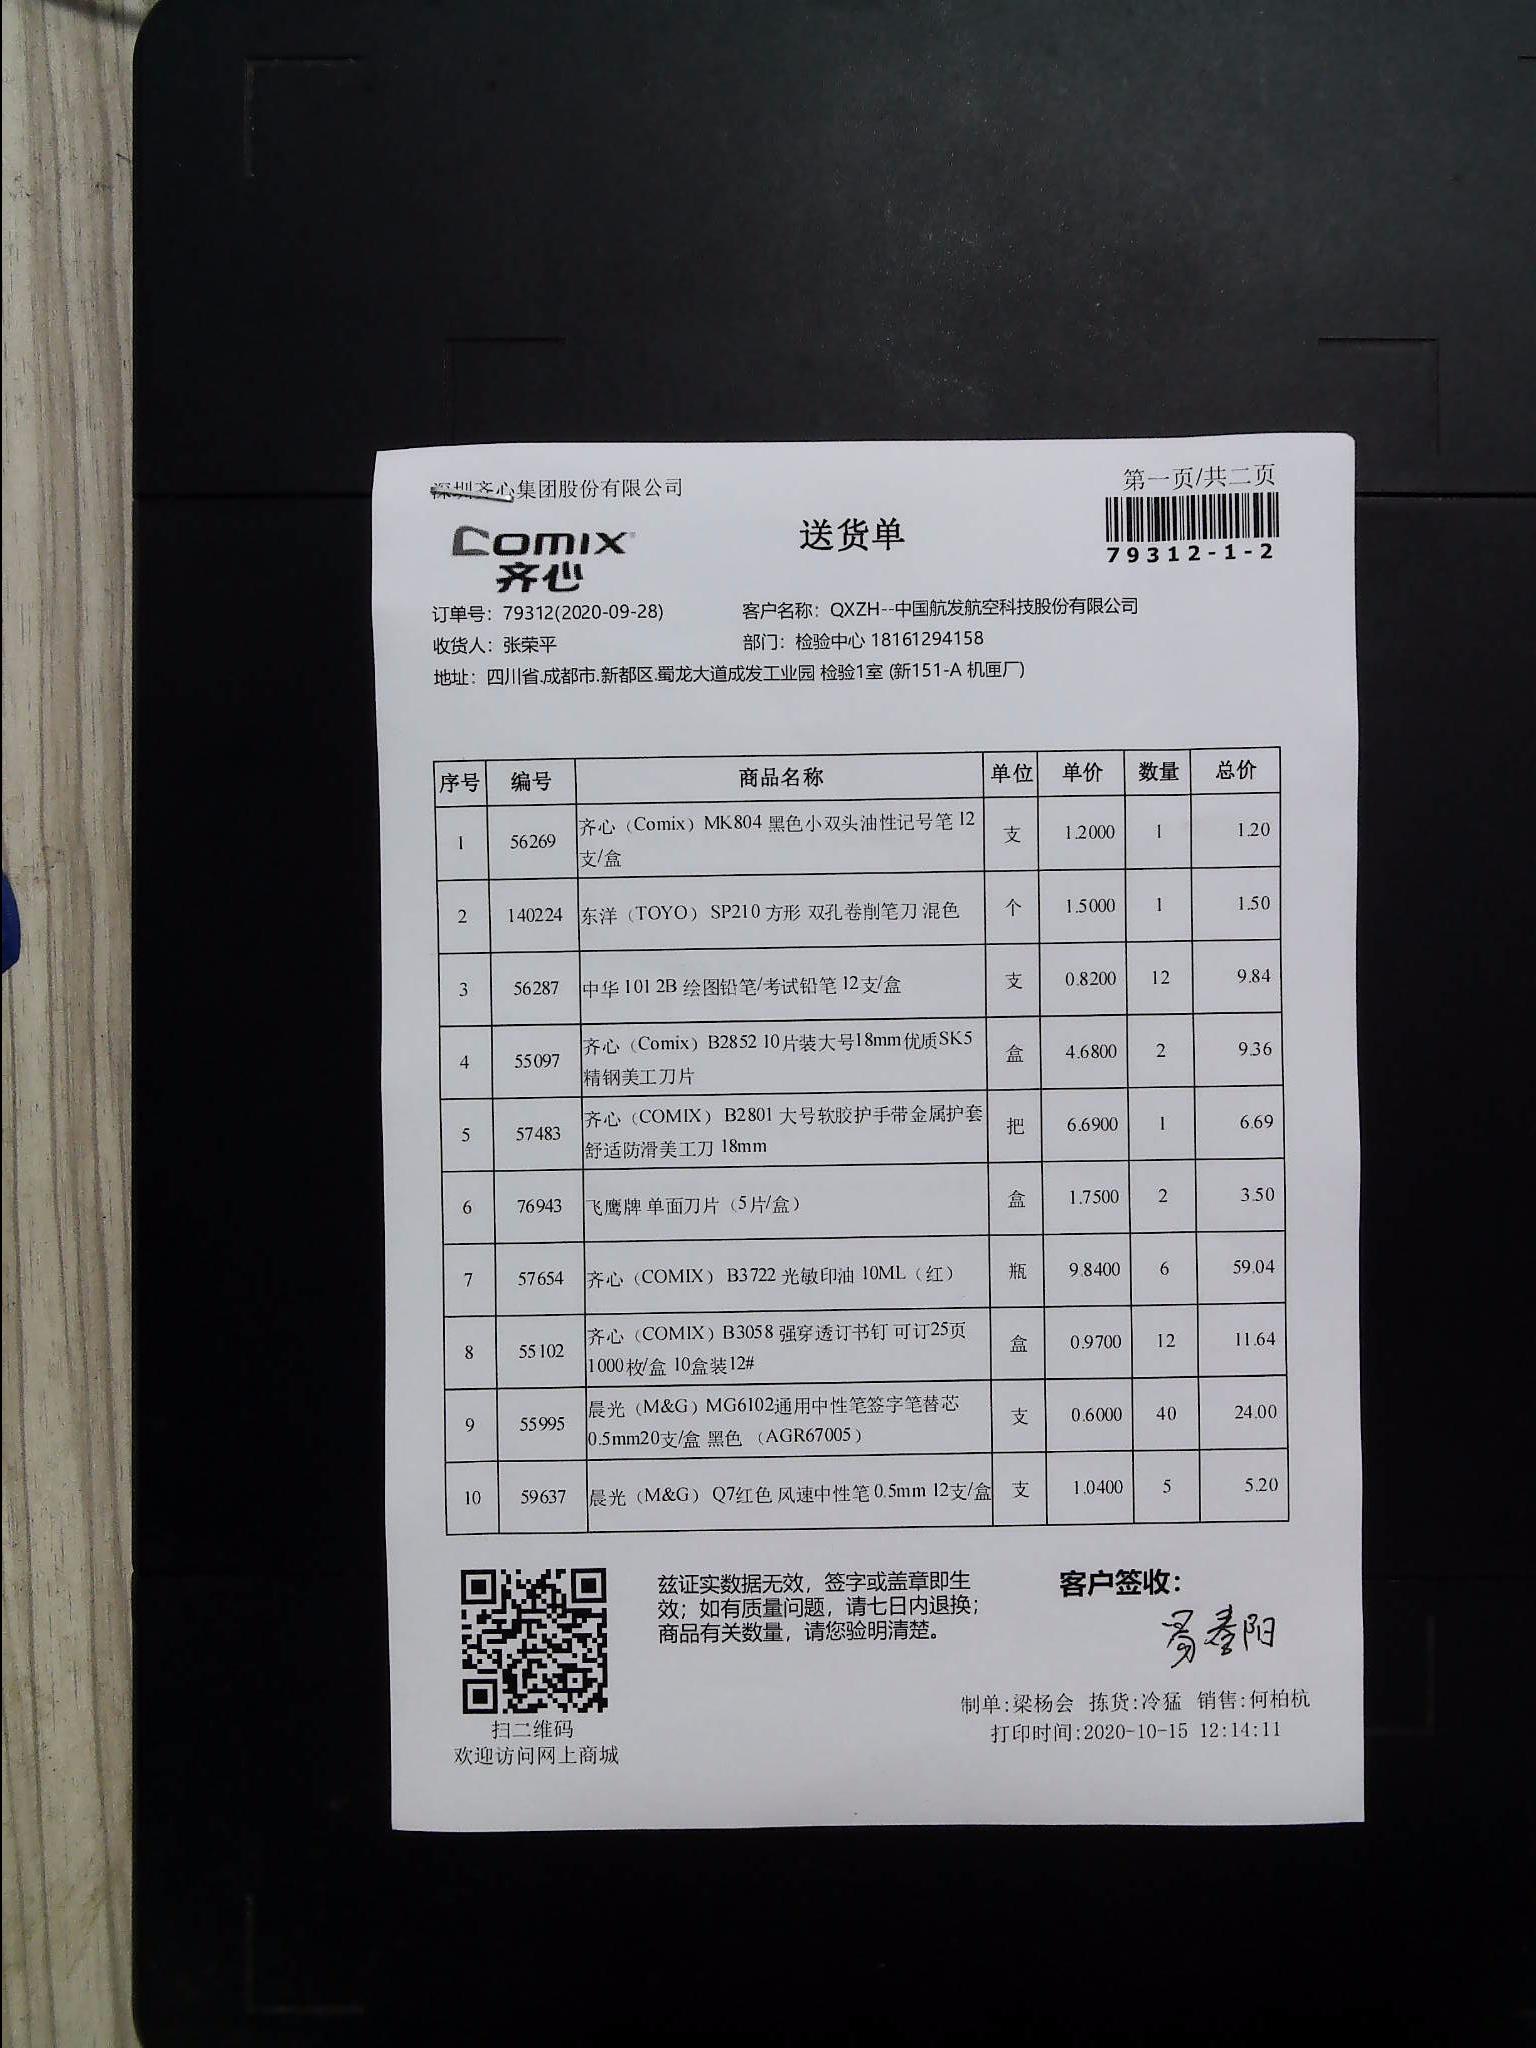 深圳齐心集团股份有限公司
第一页/共二页
comix
齐心
送货单
79312-1-2
订单号：79312(2020-09-28)
客户名称：QXZH--中国航发航空科技股份有限公司
收货人：张荣平
部门：检验中心 18161294158
地址：四川省.成都市.新都区.蜀龙大道成发工业园 检验1室 (新151-A 机匣厂)
序号 编号 商品名称 单位 单价 数量 总价
1 56269 齐心（Comix）MK804 黑色小双头油性记号笔 12 支 1.2000 1 1.20
支/盒
2 140224 东洋（TOYO） SP210 方形 双孔卷削笔刀 混色 个 1.5000 1 1.50
3 56287 中华 101 2B 绘图铅笔/考试铅笔 12支/盒 支 0.8200 12 9.84
4 55097 齐心（Comix）B2852 10片装大号18mm优质SK5 盒 4.6800 2 9.36
精钢美工刀片
5 57483 齐心（COMIX） B2801 大号软胶护手带金属护套 把 6.6900 1 6.69
舒适防滑美工刀 18mm
6 76943 飞鹰牌 单面刀片（5片/盒） 盒 1.7500 2 3.50
7 57654 齐心（COMIX） B3722 光敏印油 10ML（红） 瓶 9.8400 6 59.04
8 55102 齐心（COMIX）B3058 强穿透订书钉 可订25页 盒 0.9700 12 11.64
1000枚/盒 10盒装12#
9 55995 晨光（M&G）MG6102通用中性笔签字笔替芯 支 0.6000 40 24.00
0.5mm20支/盒 黑色 （AGR67005）
10 59637 晨光（M&G） Q7红色 风速中性笔 0.5mm 12支/盒 支 1.0400 5 5.20
兹证实数据无效，签字或盖章即生
效；如有质量问题，请七日内退换；
商品有关数量，请您验明清楚。
客户签收：
扫二维码
欢迎访问网上商城
制单:梁杨会 拣货:冷猛 销售:何柏杭
打印时间:2020-10-15 12:14:11